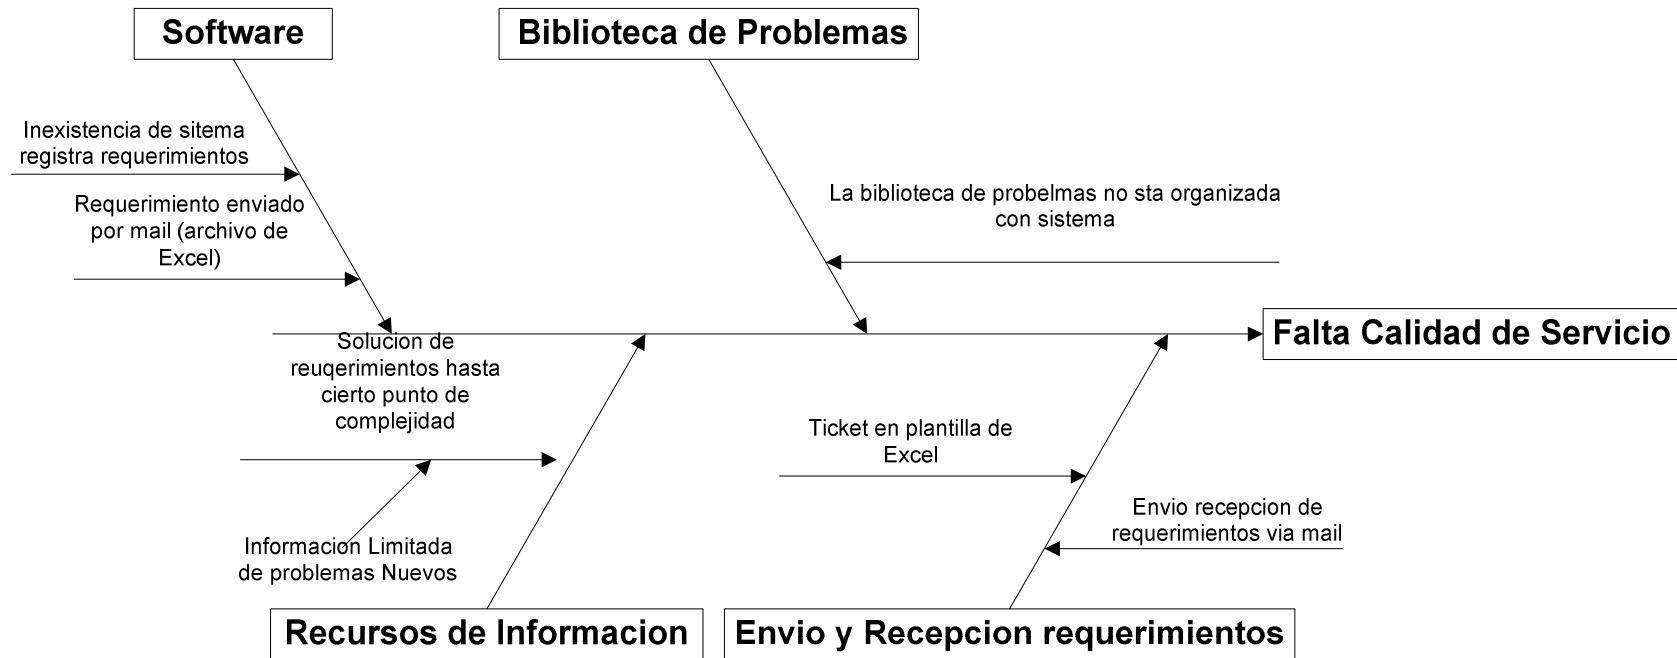 Software
Biblioteca de Problemas
Inexistencia de sitema
registra requerimientos
Requerimiento enviado
por mail (archivo de
Excel)
La biblioteca de probelmas no sta organizada
con sistema
Falta Calidad de Servicio
Solucion de
reuqerimientos hasta
cierto punto de
complejidad
Ticket en plantilla de
Excel
Envio recepcion de
requerimientos via mail
Informacion Limitada
de problemas Nuevos
Recursos de Informacion
Envio y Recepcion requerimientos